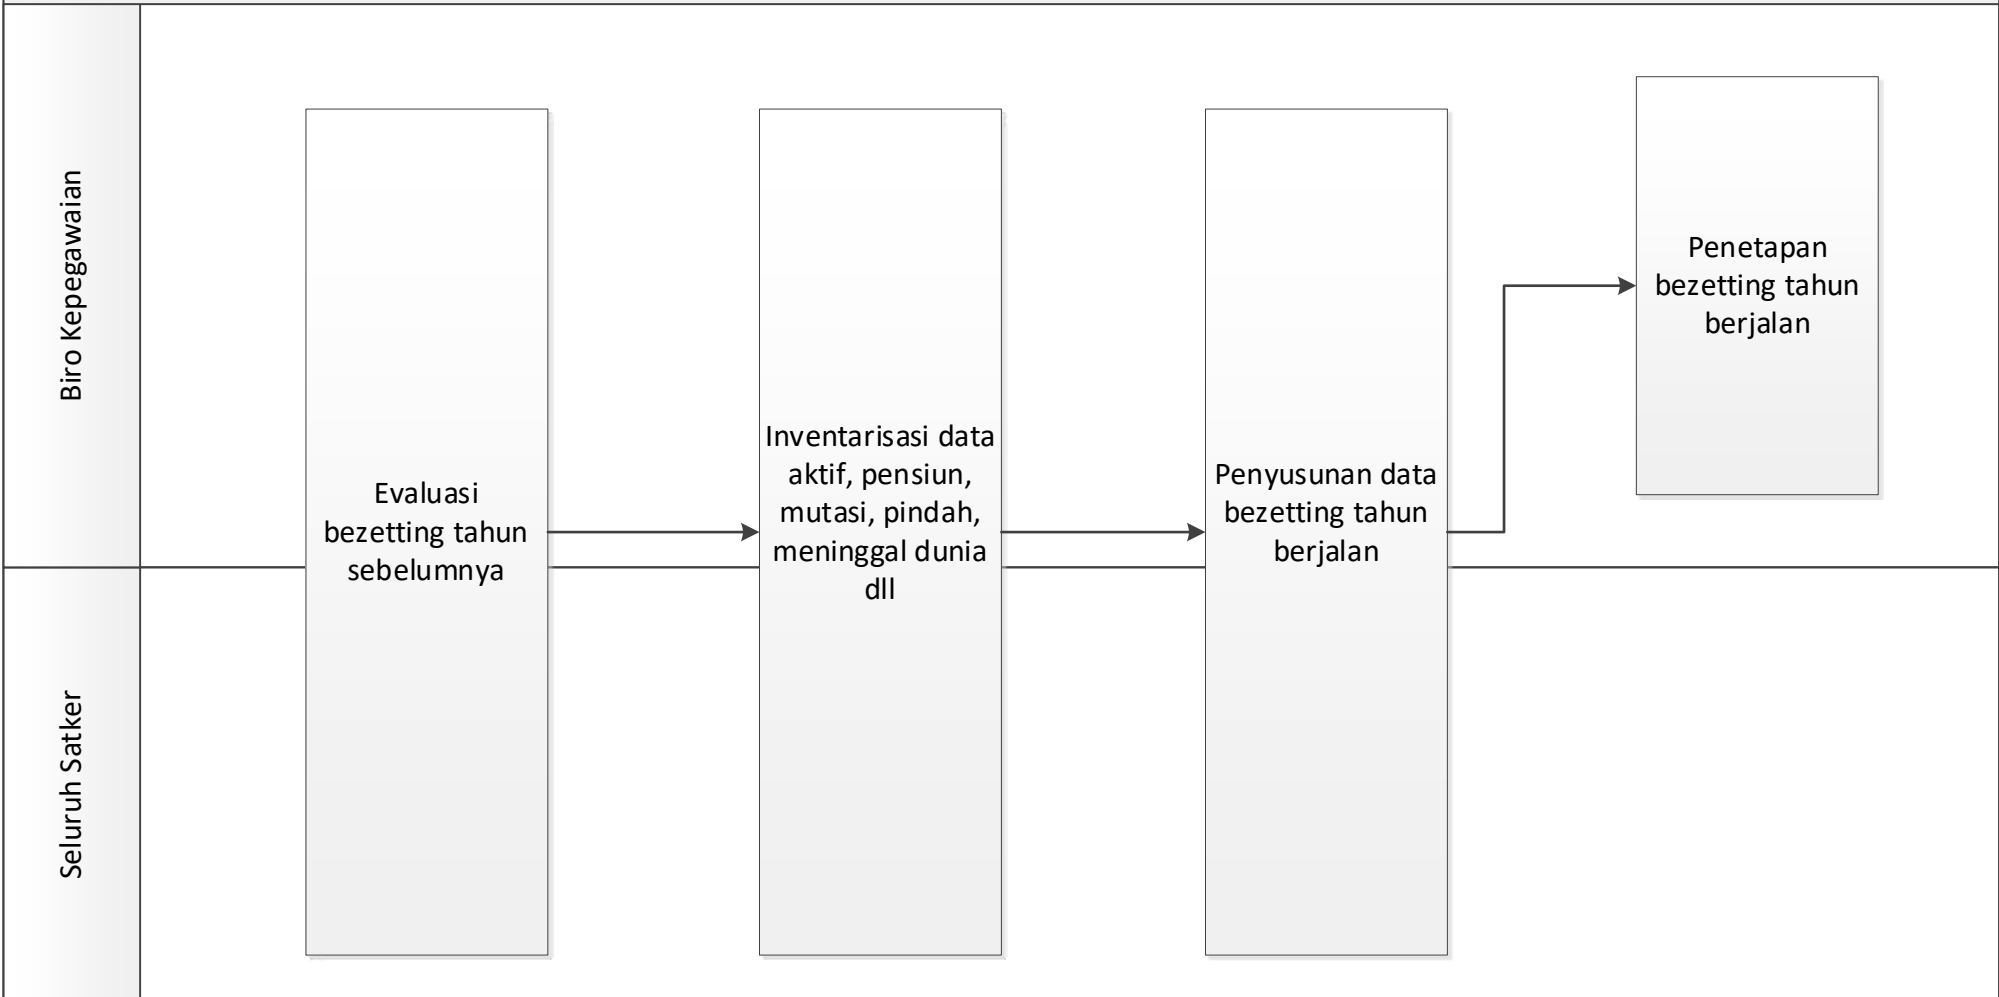 Biro Kepegawaian
Evaluasi
bezetting tahun
sebelumnya
Inventarisasi data
aktif, pensiun,
mutasi, pindah,
meninggal dunia
dll
Penyusunan data
bezetting tahun
berjalan
Penetapan
bezetting tahun
berjalan
Seluruh Satker